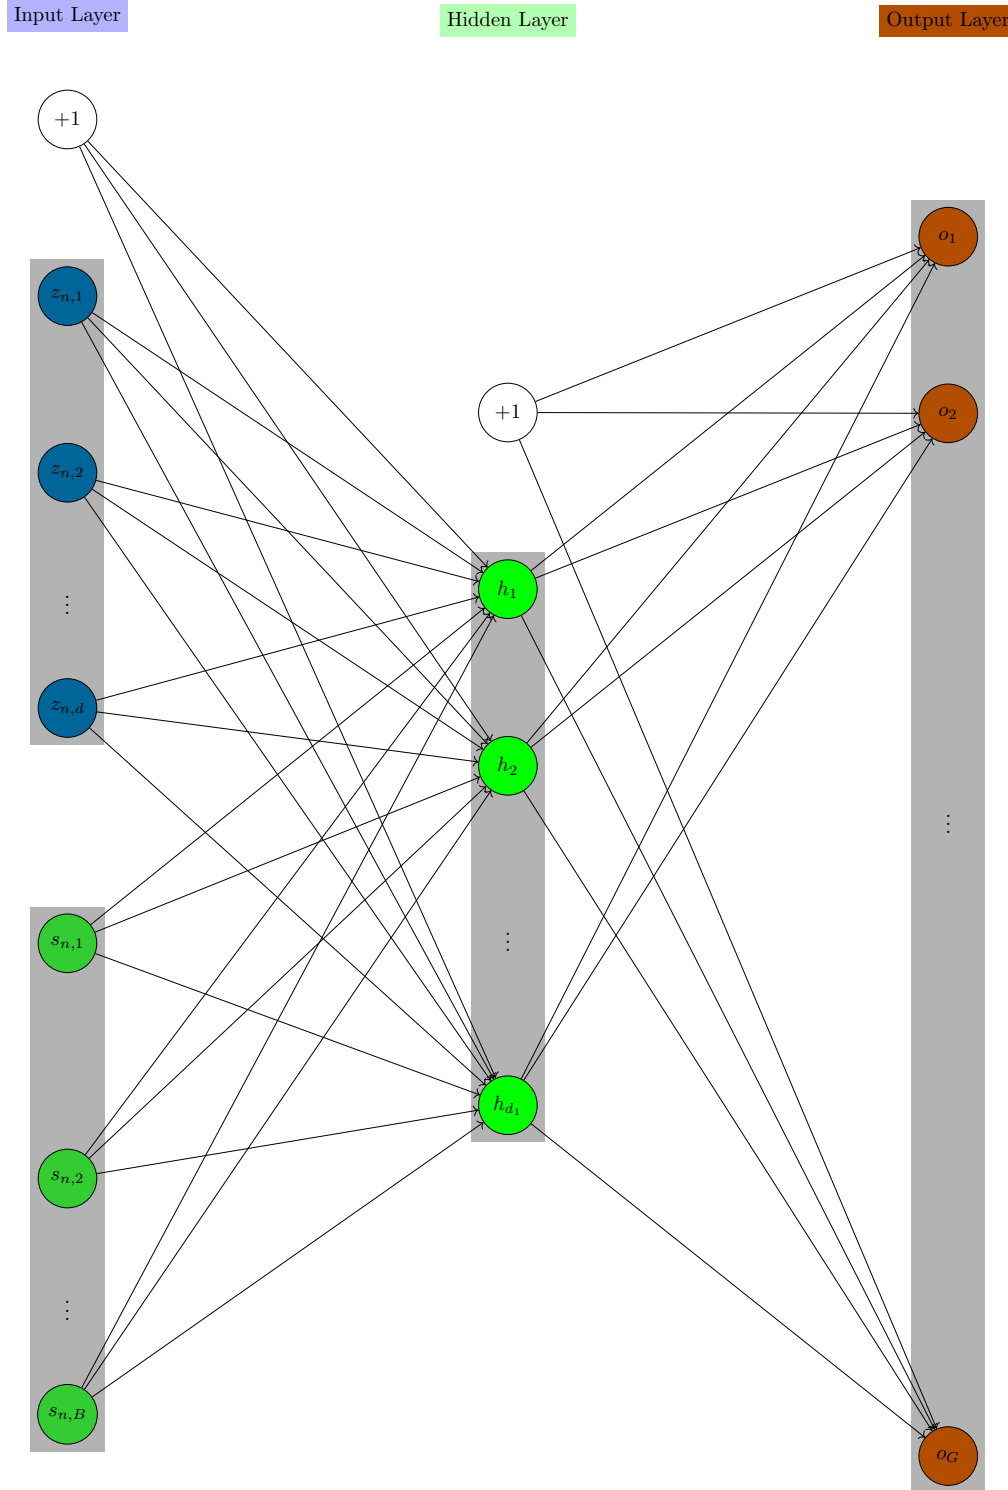 Input Layer
Hidden Layer
Output Layer
+1
z_{n,1}
z_{n,2}
⋮
z_{n,d}
s_{n,1}
s_{n,2}
⋮
s_{n,B}
+1
h_1
h_2
⋮
h_{d_1}
o_1
o_2
⋮
o_G